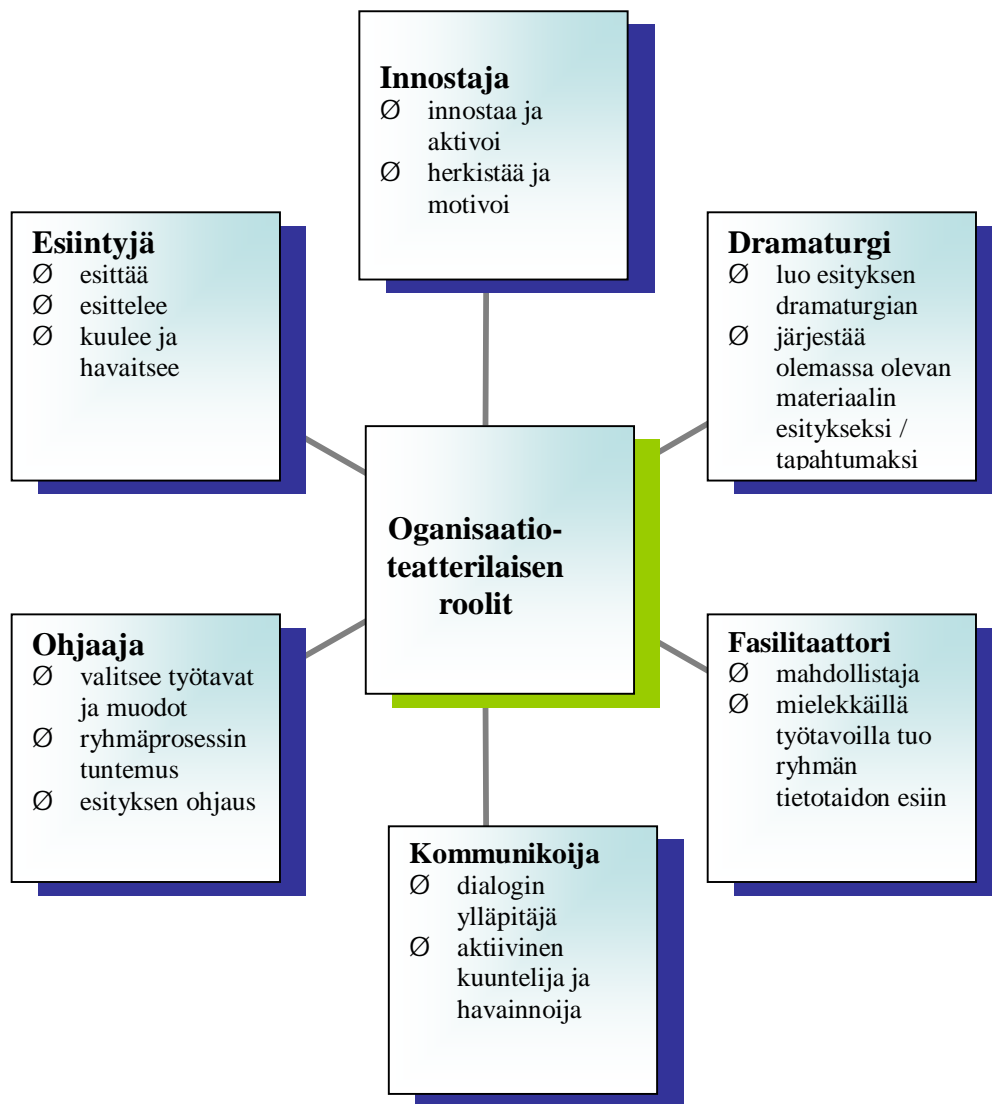 Innostaja
Ø innostaa ja
aktivoi
Ø herkistää ja
motivoi
Esiintyjä
Ø esittää
Ø esittelee
Ø kuulee ja
havaitsee
Dramaturgi
Ø luo esityksen
dramaturgian
Ø järjestää
olemassa olevan
materiaalin
esitykseksi /
tapahtumaksi
Oganisaatio-
teatterilaisen
roolit
Ohjaaja
Ø valitsee työtavat
ja muodot
Ø ryhmäprosessin
tuntemus
Ø esityksen ohjaus
Fasilitaattori
Ø mahdollistaja
Ø mielekkäillä
työtavoilla tuo
ryhmän
tietotaidon esiin
Kommunikoija
Ø dialogin
ylläpitäjä
Ø aktiivinen
kuuntelija ja
havainnoija